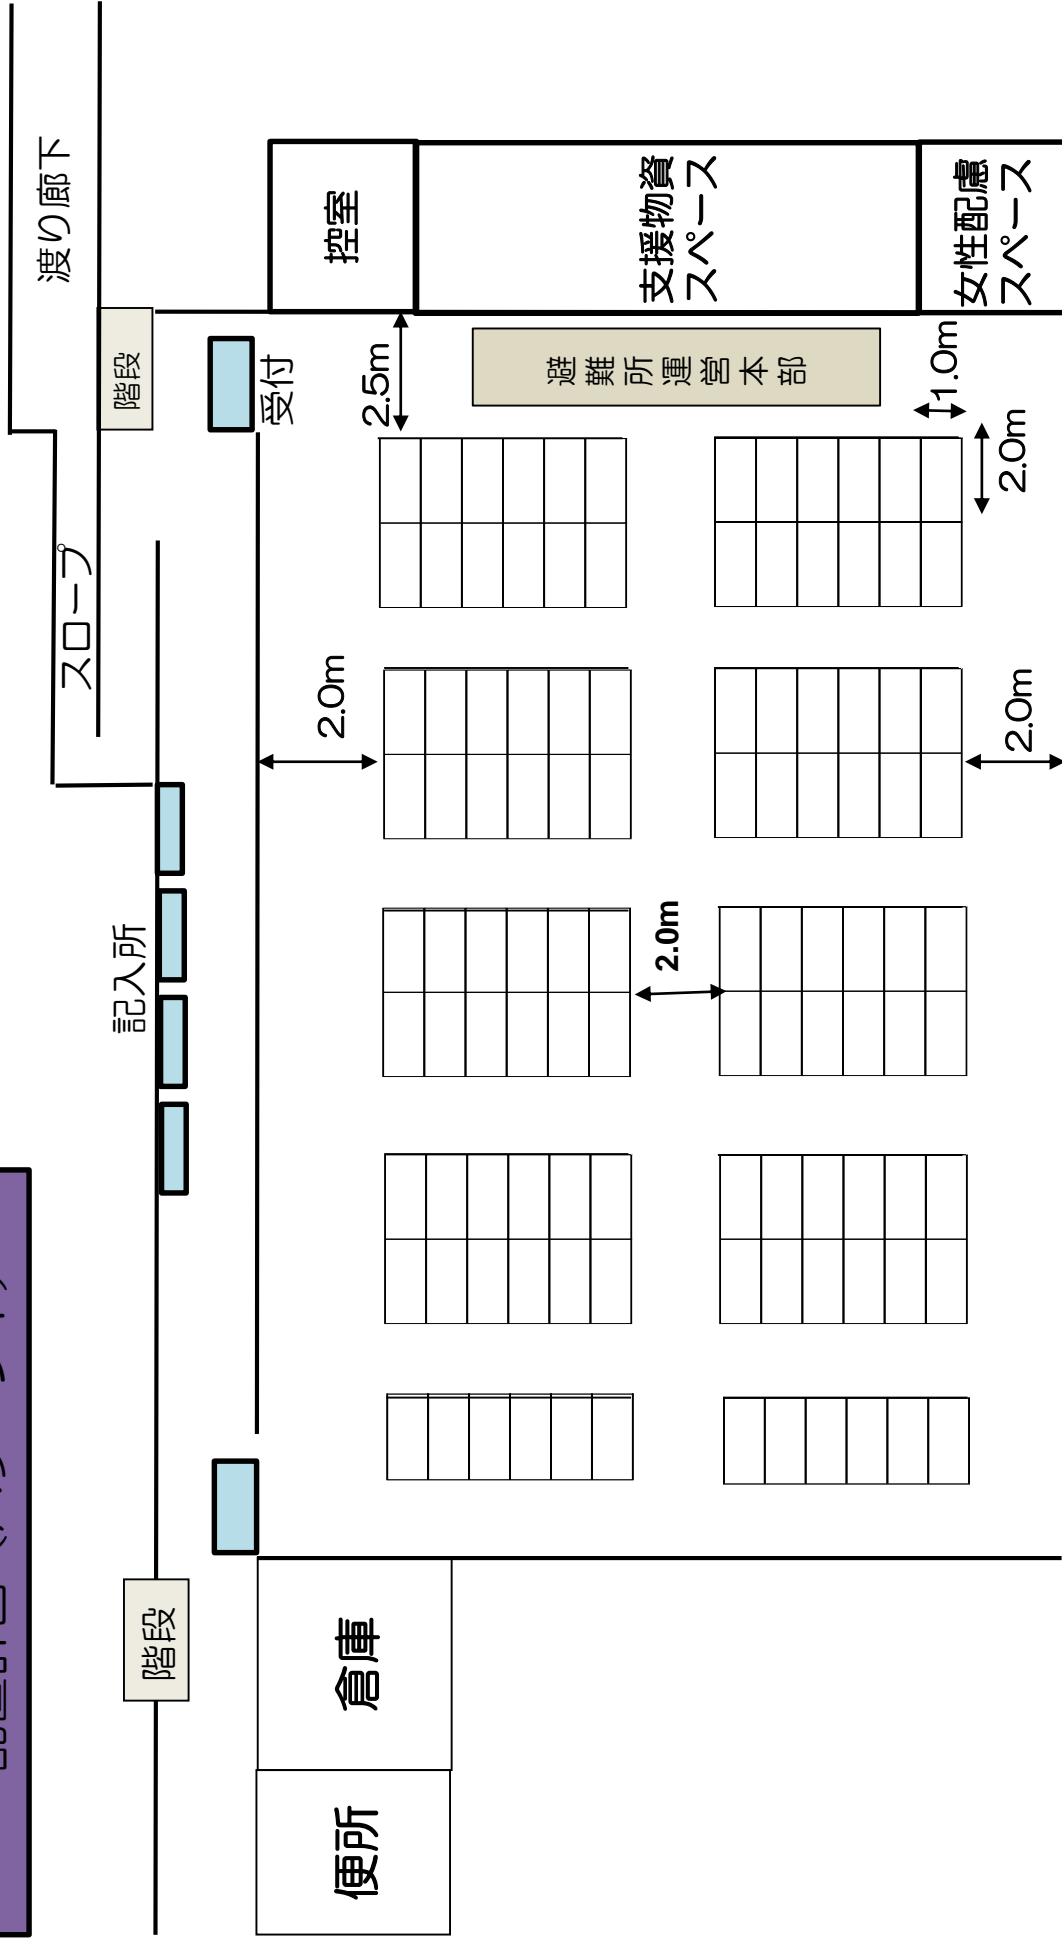 渡り廊下
スロープ
階段
受付
記入所
階段
控室
支援物資
スペース
女性配慮
スペース
避難所運営本部
2.5m
1.0m
2.0m
2.0m
2.0m
2.0m
倉庫
便所